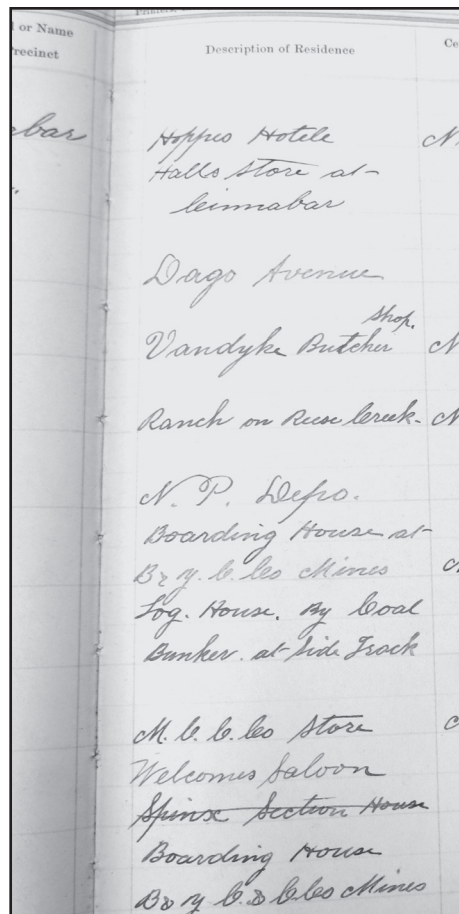 or Name
Precinct
Description of Residence
Ce
bar
Hoppes Hotele
Halls Store at
Cinnabar
Dago Avenue
Shop.
Vandyke Butcher
Ranch on Reese Creek.
N. P. Depo.
Boarding House at
B & y. C. Co Mines
Log. House. By Coal
Bunker. at Side Track
M. C. C. Co Store
Welcomes Saloon
Spinx Section House
Boarding House
B & y C. & C Co Mines